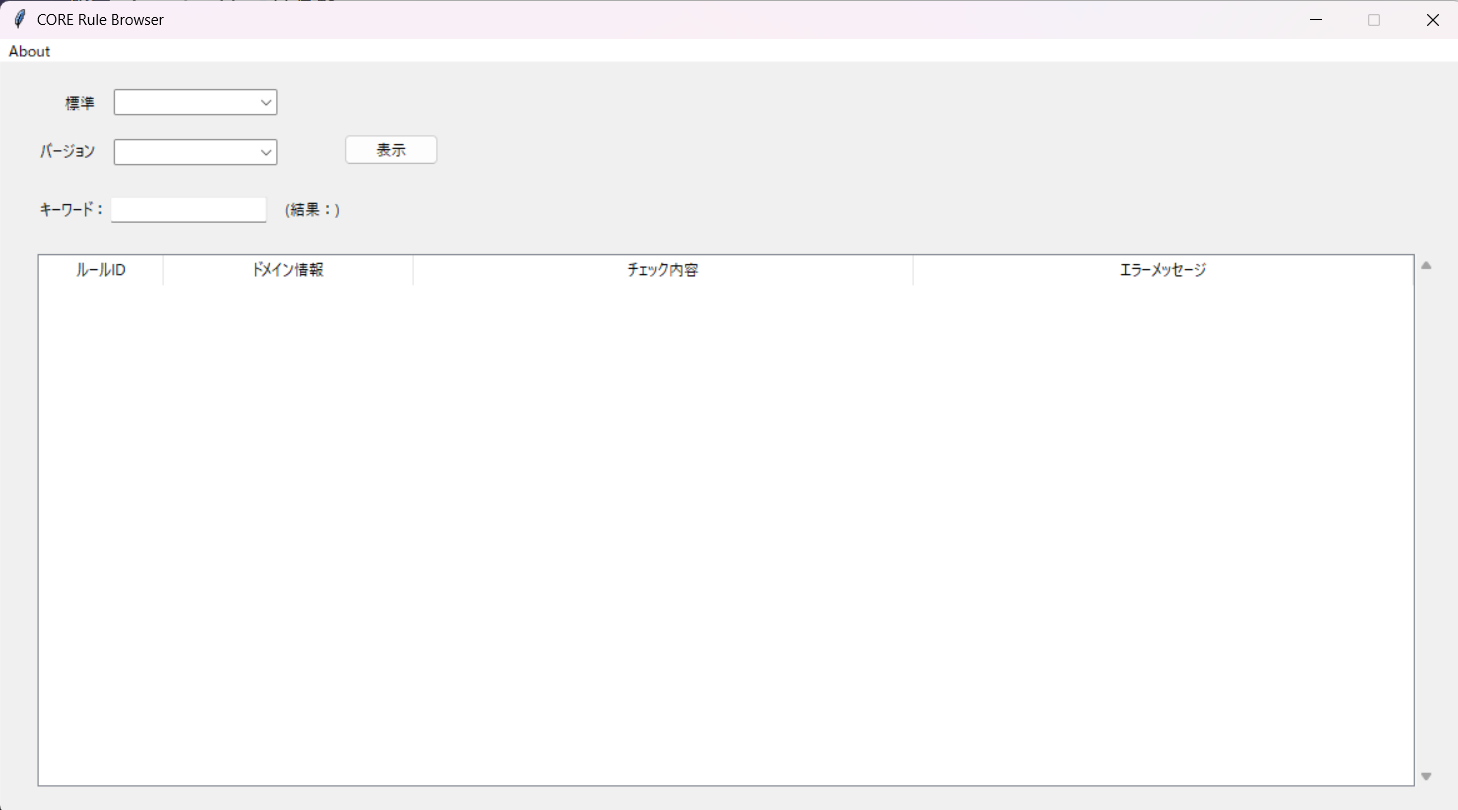 CORE Rule Browser
About
標準
バージョン
表示
キーワード：
(結果：)
ルールID ドメイン情報 チェック内容 エラーメッセージ